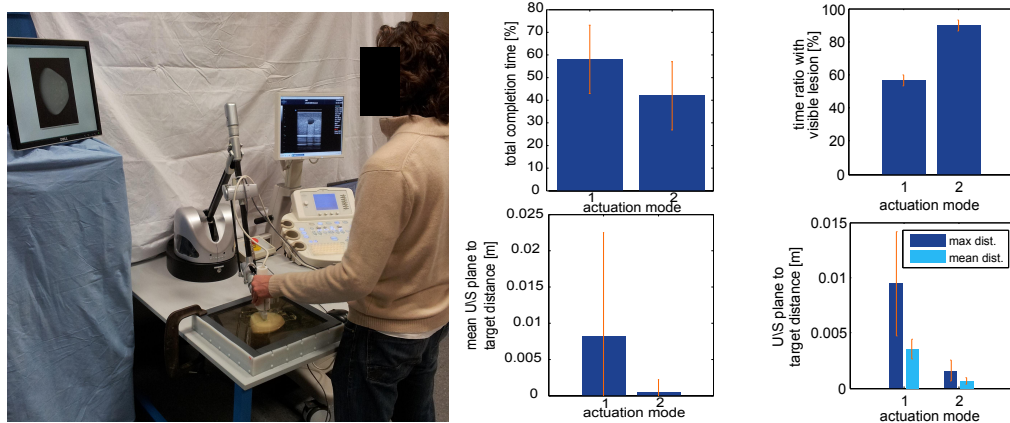 DELL
80
70
60
50
40
30
20
10
0
total completion time [%]
1 2
actuation mode
100
80
60
40
20
0
time ratio with
visible lesion [%]
1 2
actuation mode
0.025
0.02
0.015
0.01
0.005
0
mean U\S plane to
target distance [m]
1 2
actuation mode
0.015
0.01
0.005
0
U\S plane to
target distance [m]
max dist.
mean dist.
1 2
actuation mode